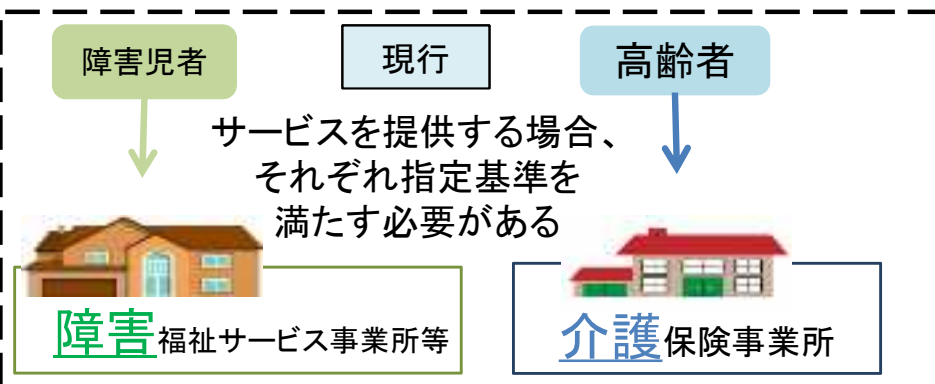 障害児者
現行
高齢者
サービスを提供する場合、
それぞれ指定基準を
満たす必要がある
障害福祉サービス事業所等
介護保険事業所